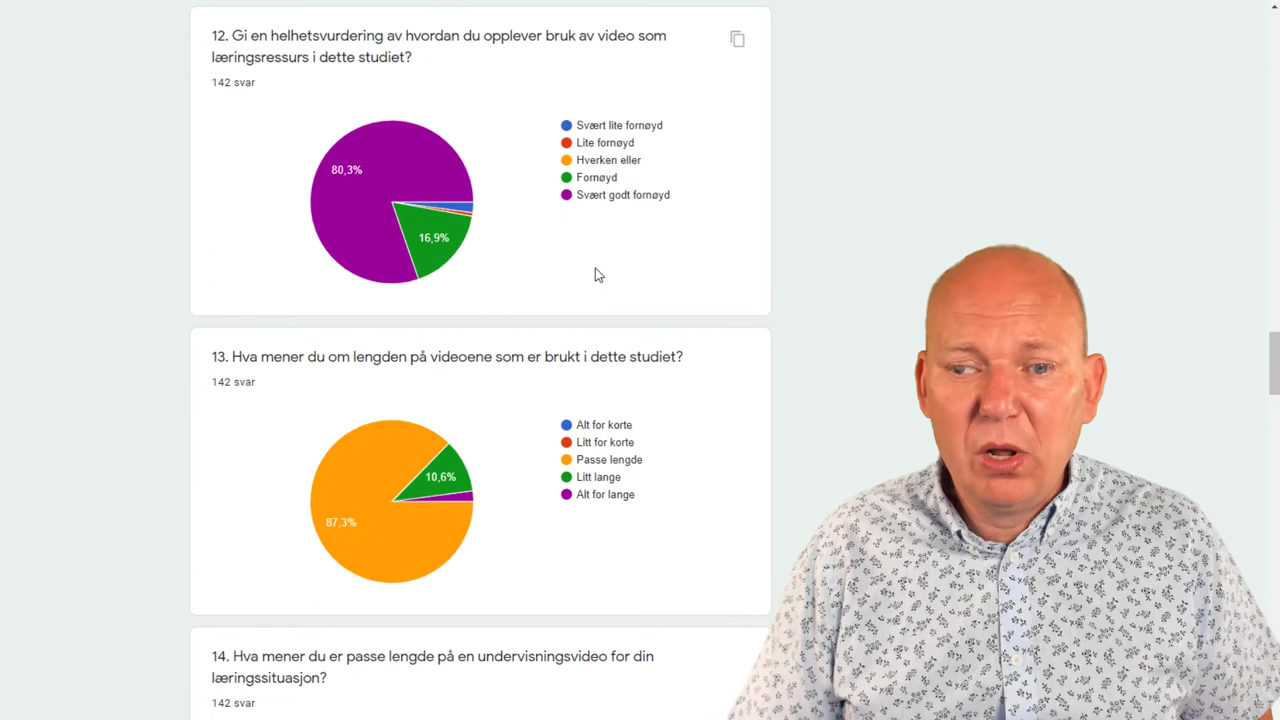 12. Gi en helhetsvurdering av hvordan du opplever bruk av video som
læringsressurs i dette studiet?
142 svar
80,3%
16,9%
Svært lite fornøyd
Lite fornøyd
Hverken eller
Fornøyd
Svært godt fornøyd
13. Hva mener du om lengden på videoene som er brukt i dette studiet?
142 svar
87,3%
10,6%
Alt for korte
Litt for korte
Passe lengde
Litt lange
Alt for lange
14. Hva mener du er passe lengde på en undervisningsvideo for din
læringssituasjon?
142 svar